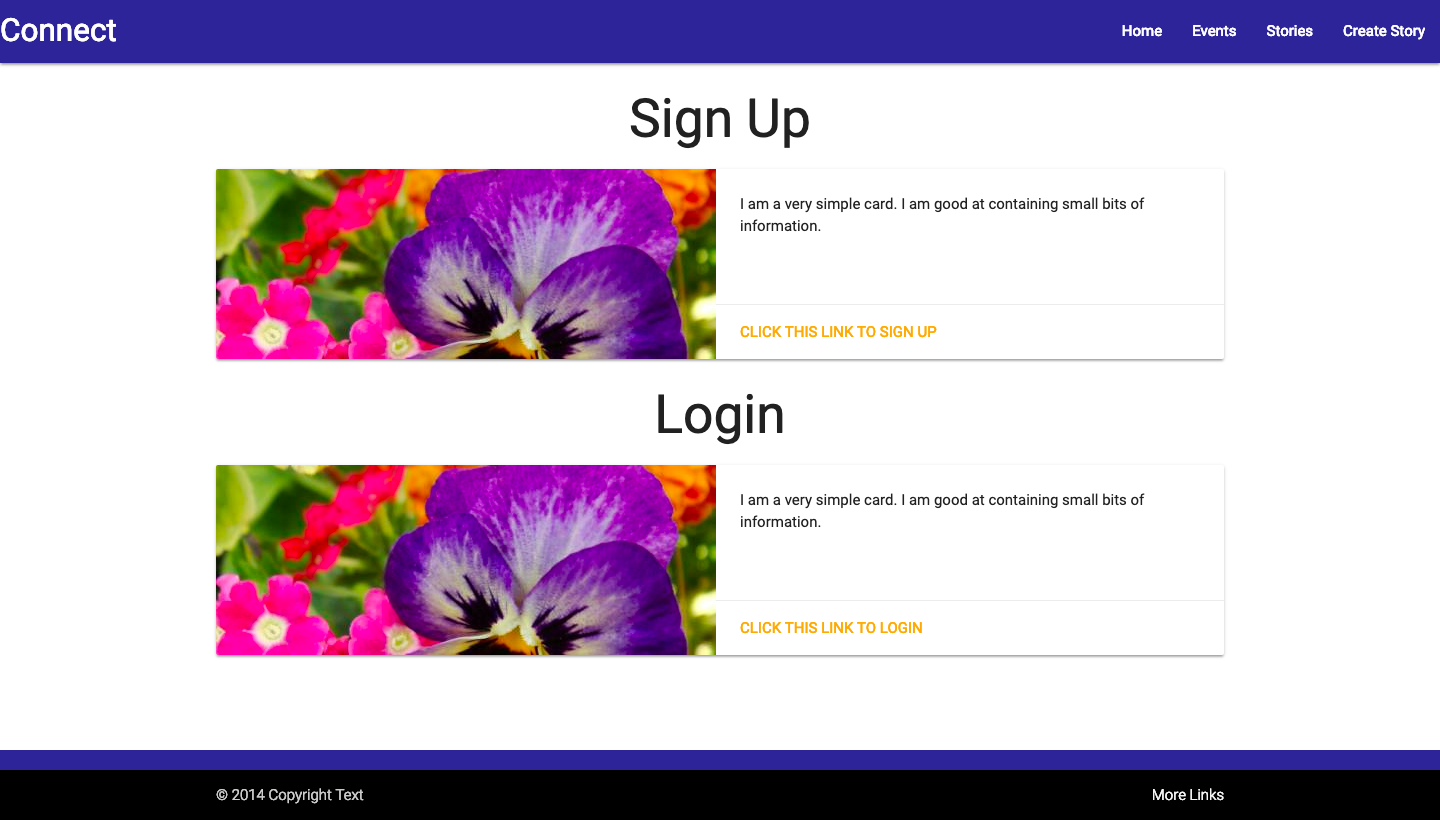 Connect
Home Events Stories Create Story
Sign Up
I am a very simple card. I am good at containing small bits of
information.
CLICK THIS LINK TO SIGN UP
Login
I am a very simple card. I am good at containing small bits of
information.
CLICK THIS LINK TO LOGIN
© 2014 Copyright Text
More Links